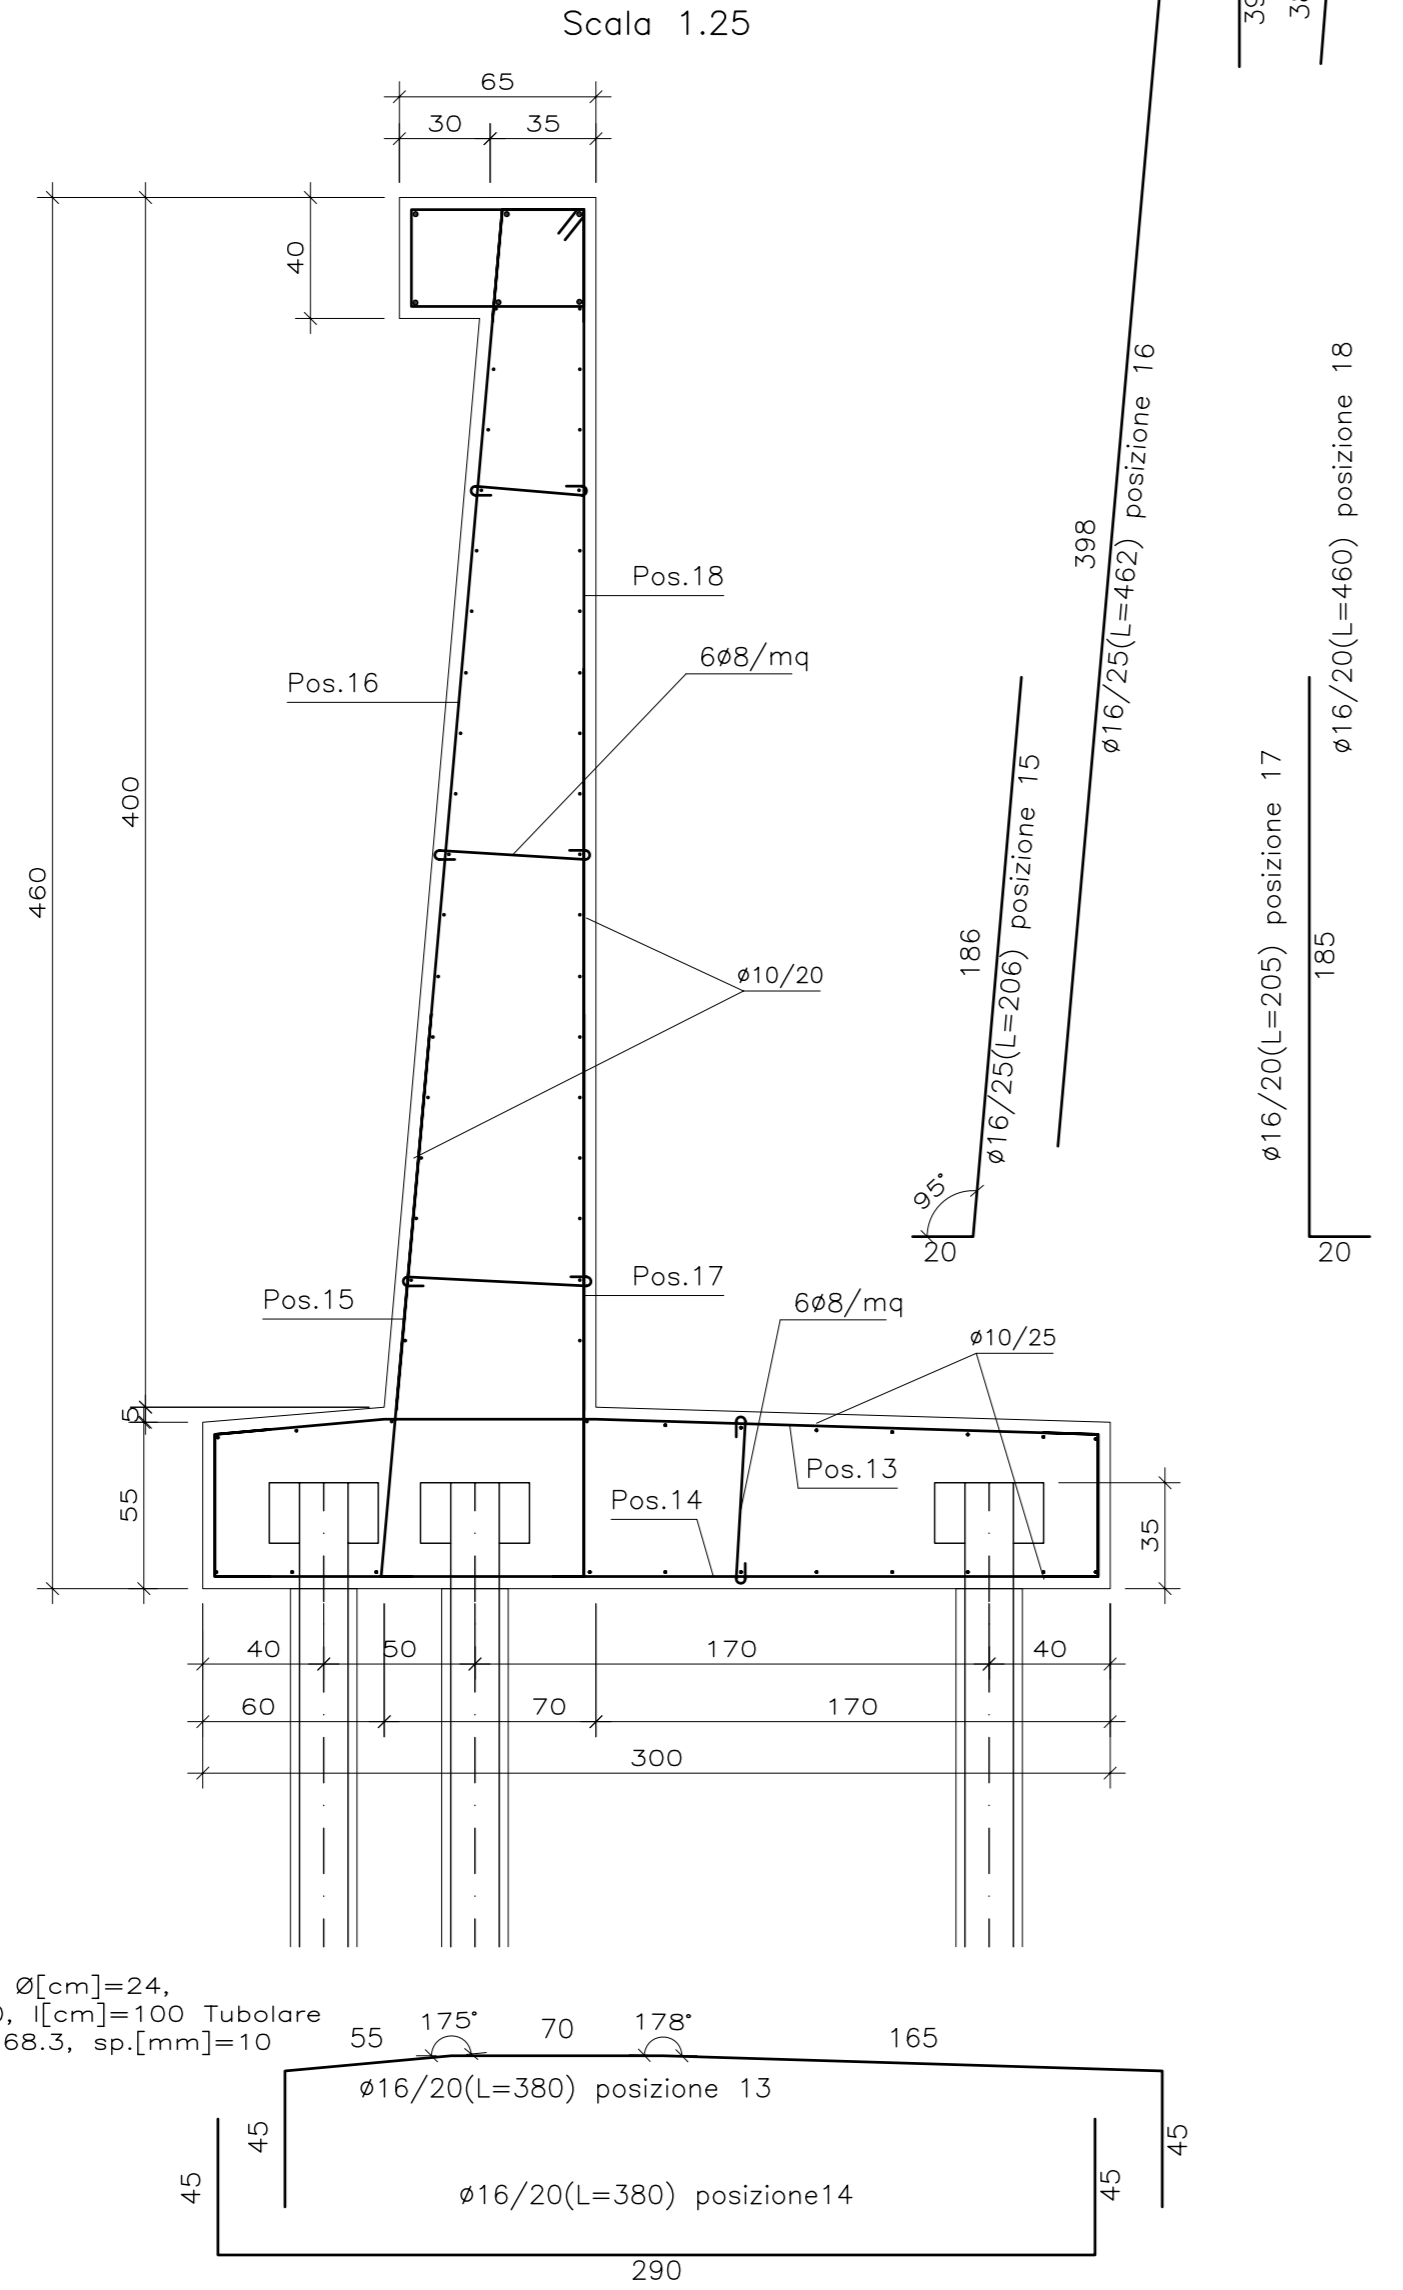 Scala 1.25
65
30
35
40
400
460
Pos.18
6ø8/mq
Pos.16
ø10/20
Pos.17
Pos.15
6ø8/mq
ø10/25
Pos.13
Pos.14
5
55
35
40
50
170
40
60
70
170
300
398
ø16/25(L=462) posizione 16
ø16/20(L=460) posizione 18
186
ø16/25(L=206) posizione 15
95°
20
ø16/20(L=205) posizione 17
185
20
Ø[cm]=24,
, l[cm]=100 Tubolare
68.3, sp.[mm]=10
55
175°
70
178°
165
ø16/20(L=380) posizione 13
45
45
45
45
ø16/20(L=380) posizione14
290